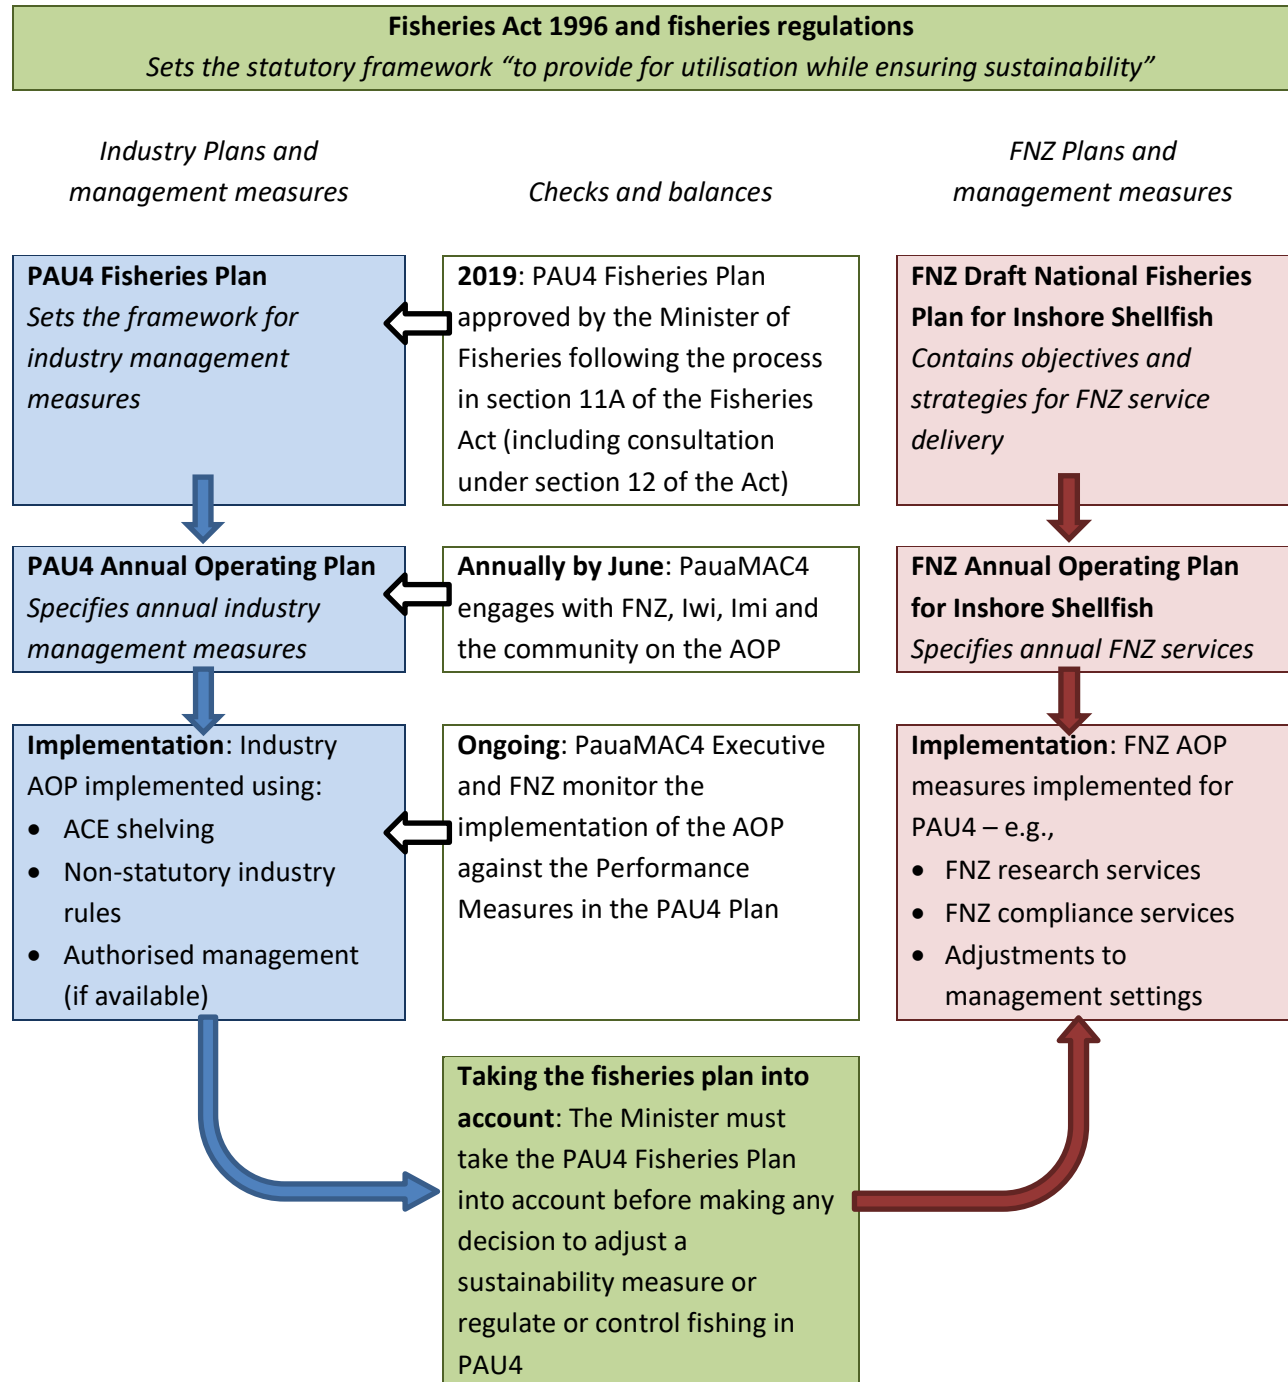 Fisheries Act 1996 and fisheries regulations
Sets the statutory framework “to provide for utilisation while ensuring sustainability”
Industry Plans and
management measures
Checks and balances
FNZ Plans and
management measures
PAU4 Fisheries Plan
Sets the framework for
industry management
measures
2019: PAU4 Fisheries Plan
approved by the Minister of
Fisheries following the process
in section 11A of the Fisheries
Act (including consultation
under section 12 of the Act)
FNZ Draft National Fisheries
Plan for Inshore Shellfish
Contains objectives and
strategies for FNZ service
delivery
PAU4 Annual Operating Plan
Specifies annual industry
management measures
Annually by June: PauaMAC4
engages with FNZ, Iwi, Imi and
the community on the AOP
FNZ Annual Operating Plan
for Inshore Shellfish
Specifies annual FNZ services
Implementation: Industry
AOP implemented using:
• ACE shelving
• Non-statutory industry
rules
• Authorised management
(if available)
Ongoing: PauaMAC4 Executive
and FNZ monitor the
implementation of the AOP
against the Performance
Measures in the PAU4 Plan
Implementation: FNZ AOP
measures implemented for
PAU4 – e.g.,
• FNZ research services
• FNZ compliance services
• Adjustments to
management settings
Taking the fisheries plan into
account: The Minister must
take the PAU4 Fisheries Plan
into account before making any
decision to adjust a
sustainability measure or
regulate or control fishing in
PAU4